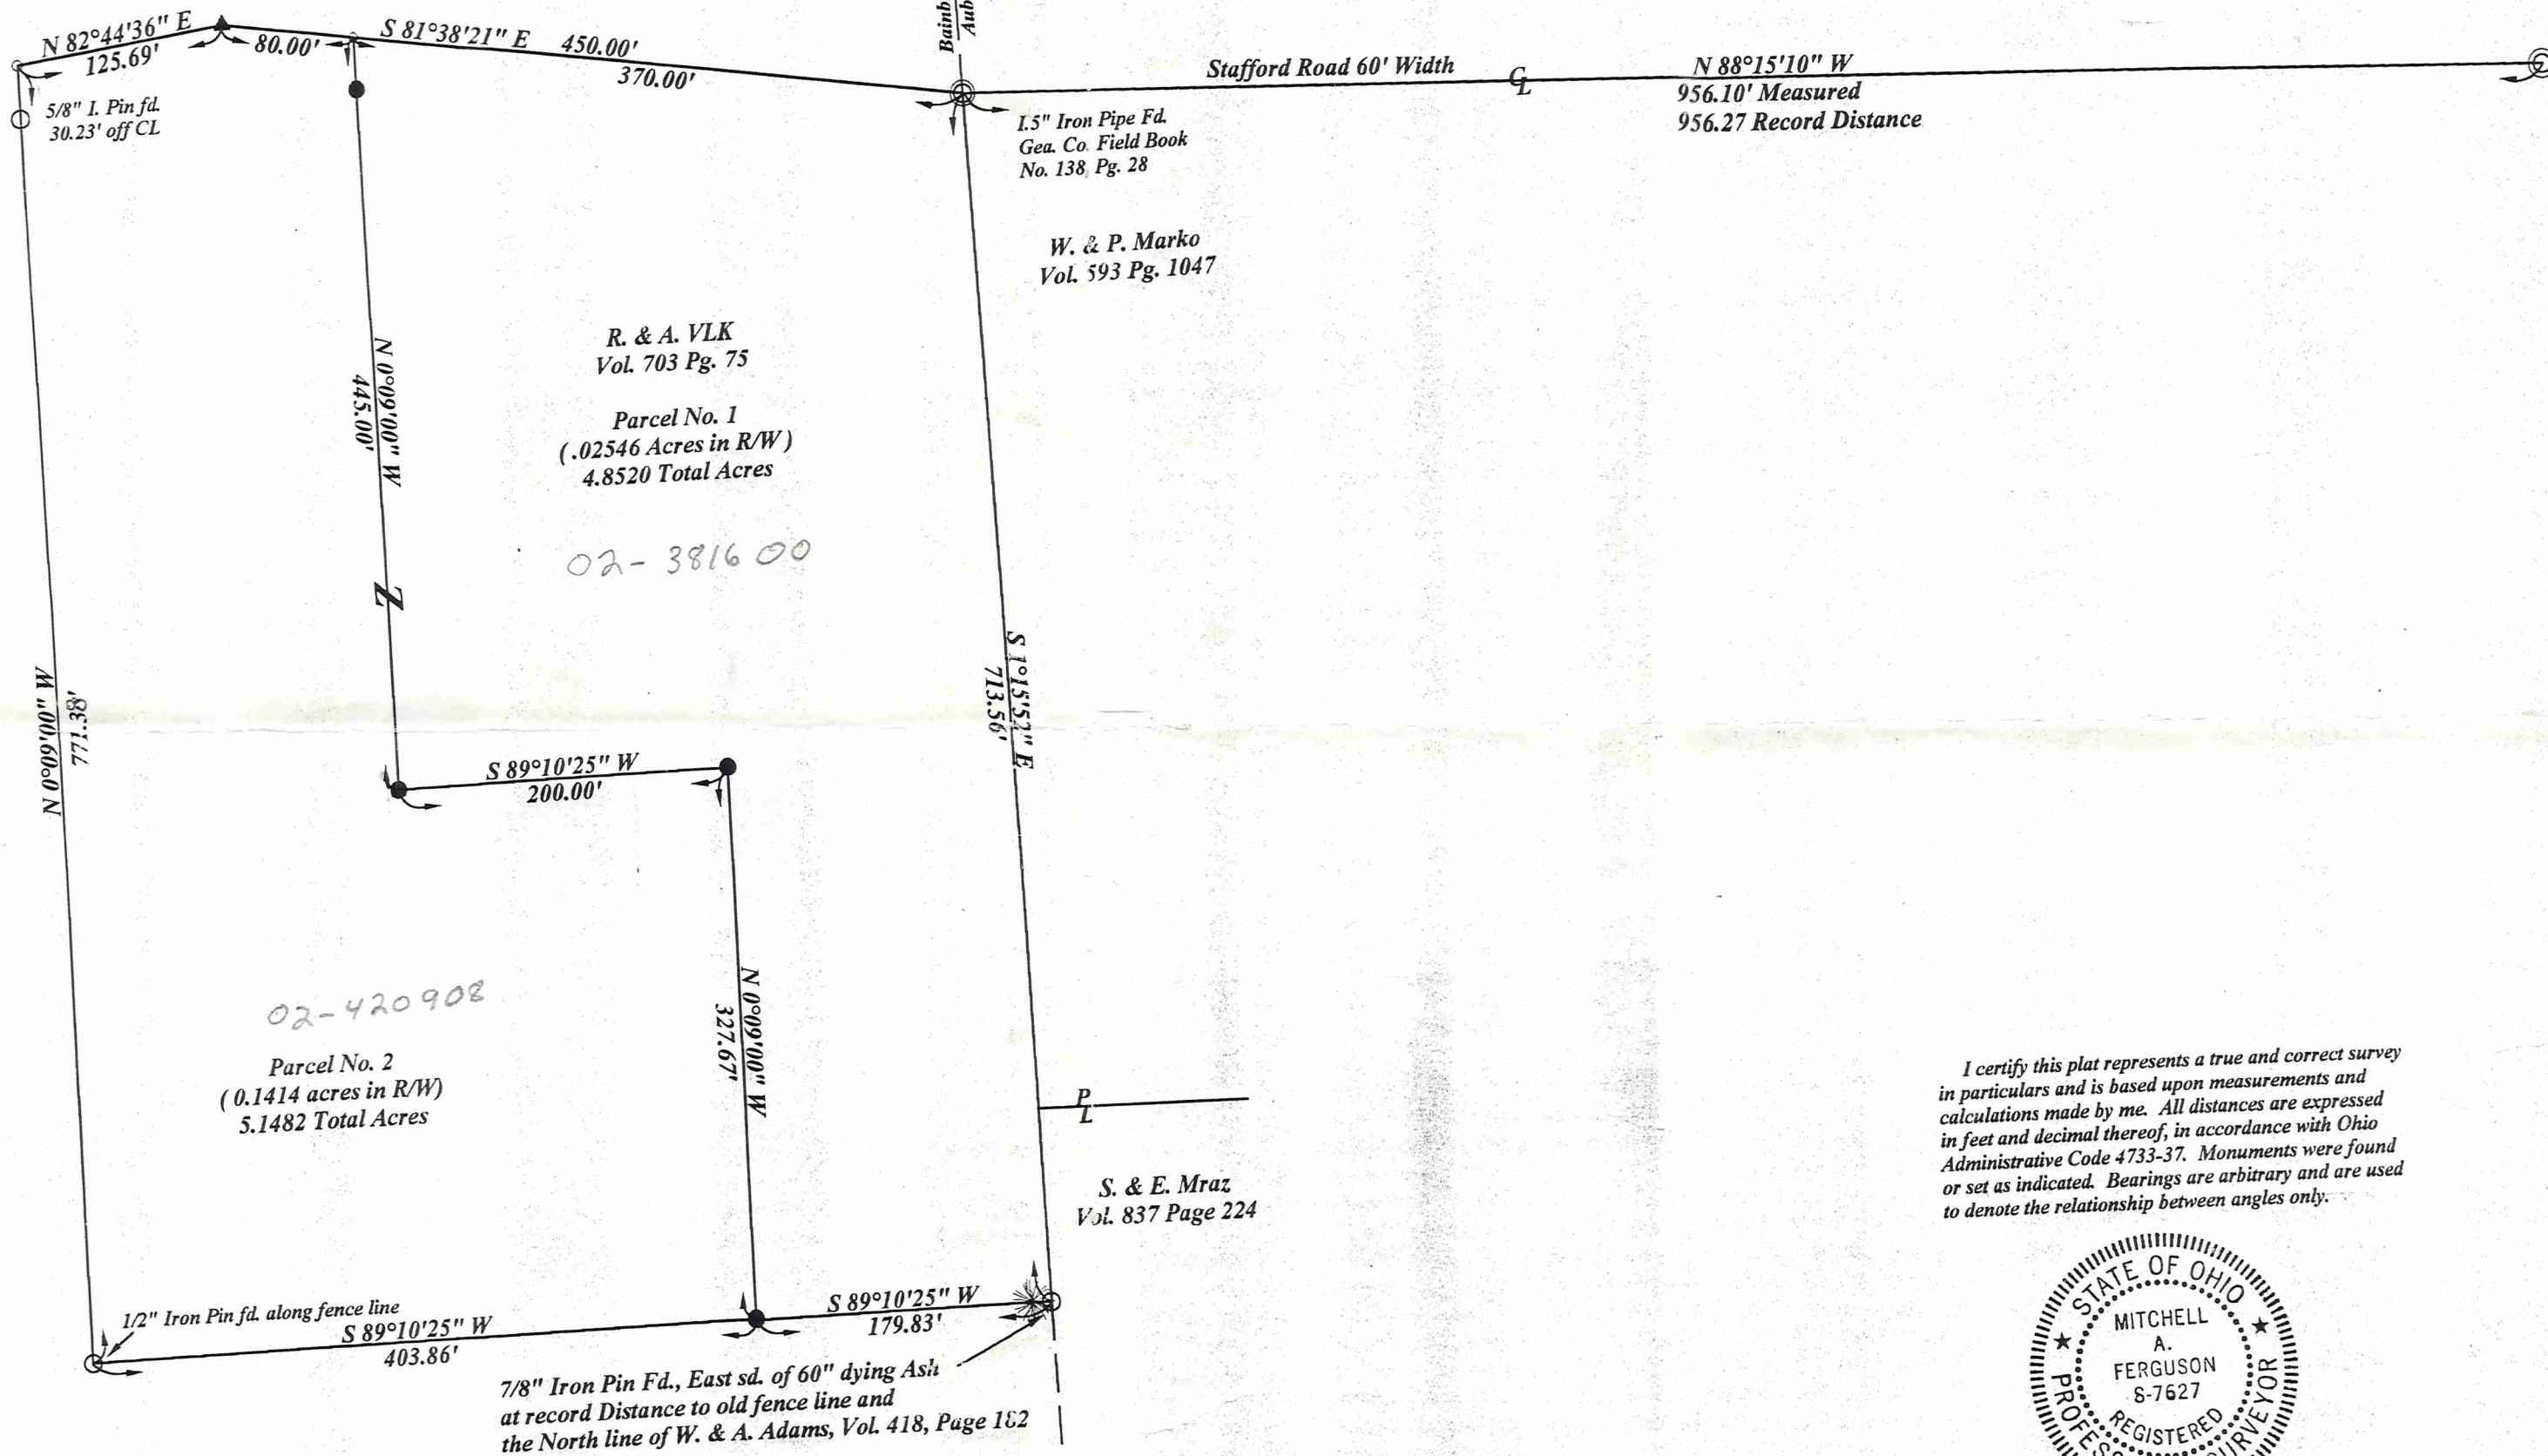 N 82°44'36" E
125.69'
80.00'
S 81°38'21" E 450.00'
370.00'
Stafford Road 60' Width
CL
N 88°15'10" W
956.10' Measured
956.27 Record Distance
5/8" I. Pin fd.
30.23' off CL
1.5" Iron Pipe Fd.
Gea. Co. Field Book
No. 138, Pg. 28
W. & P. Marko
Vol. 593 Pg. 1047
R. & A. VLK
Vol. 703 Pg. 75
Parcel No. 1
(.02546 Acres in R/W)
4.8520 Total Acres
02-381600
N 0°09'00" W
445.00'
Z
N 0°09'00" W
771.38'
S 1°15'52" E
713.56'
S 89°10'25" W
200.00'
N 0°09'00" W
327.67'
02-420908
Parcel No. 2
( 0.1414 acres in R/W)
5.1482 Total Acres
PL
S. & E. Mraz
Vol. 837 Page 224
1/2" Iron Pin fd. along fence line
S 89°10'25" W
403.86'
S 89°10'25" W
179.83'
7/8" Iron Pin Fd., East sd. of 60" dying Ash
at record Distance to old fence line and
the North line of W. & A. Adams, Vol. 418, Page 182
I certify this plat represents a true and correct survey
in particulars and is based upon measurements and
calculations made by me. All distances are expressed
in feet and decimal thereof, in accordance with Ohio
Administrative Code 4733-37. Monuments were found
or set as indicated. Bearings are arbitrary and are used
to denote the relationship between angles only.
STATE OF OHIO
MITCHELL
A.
FERGUSON
S-7627
REGISTERED